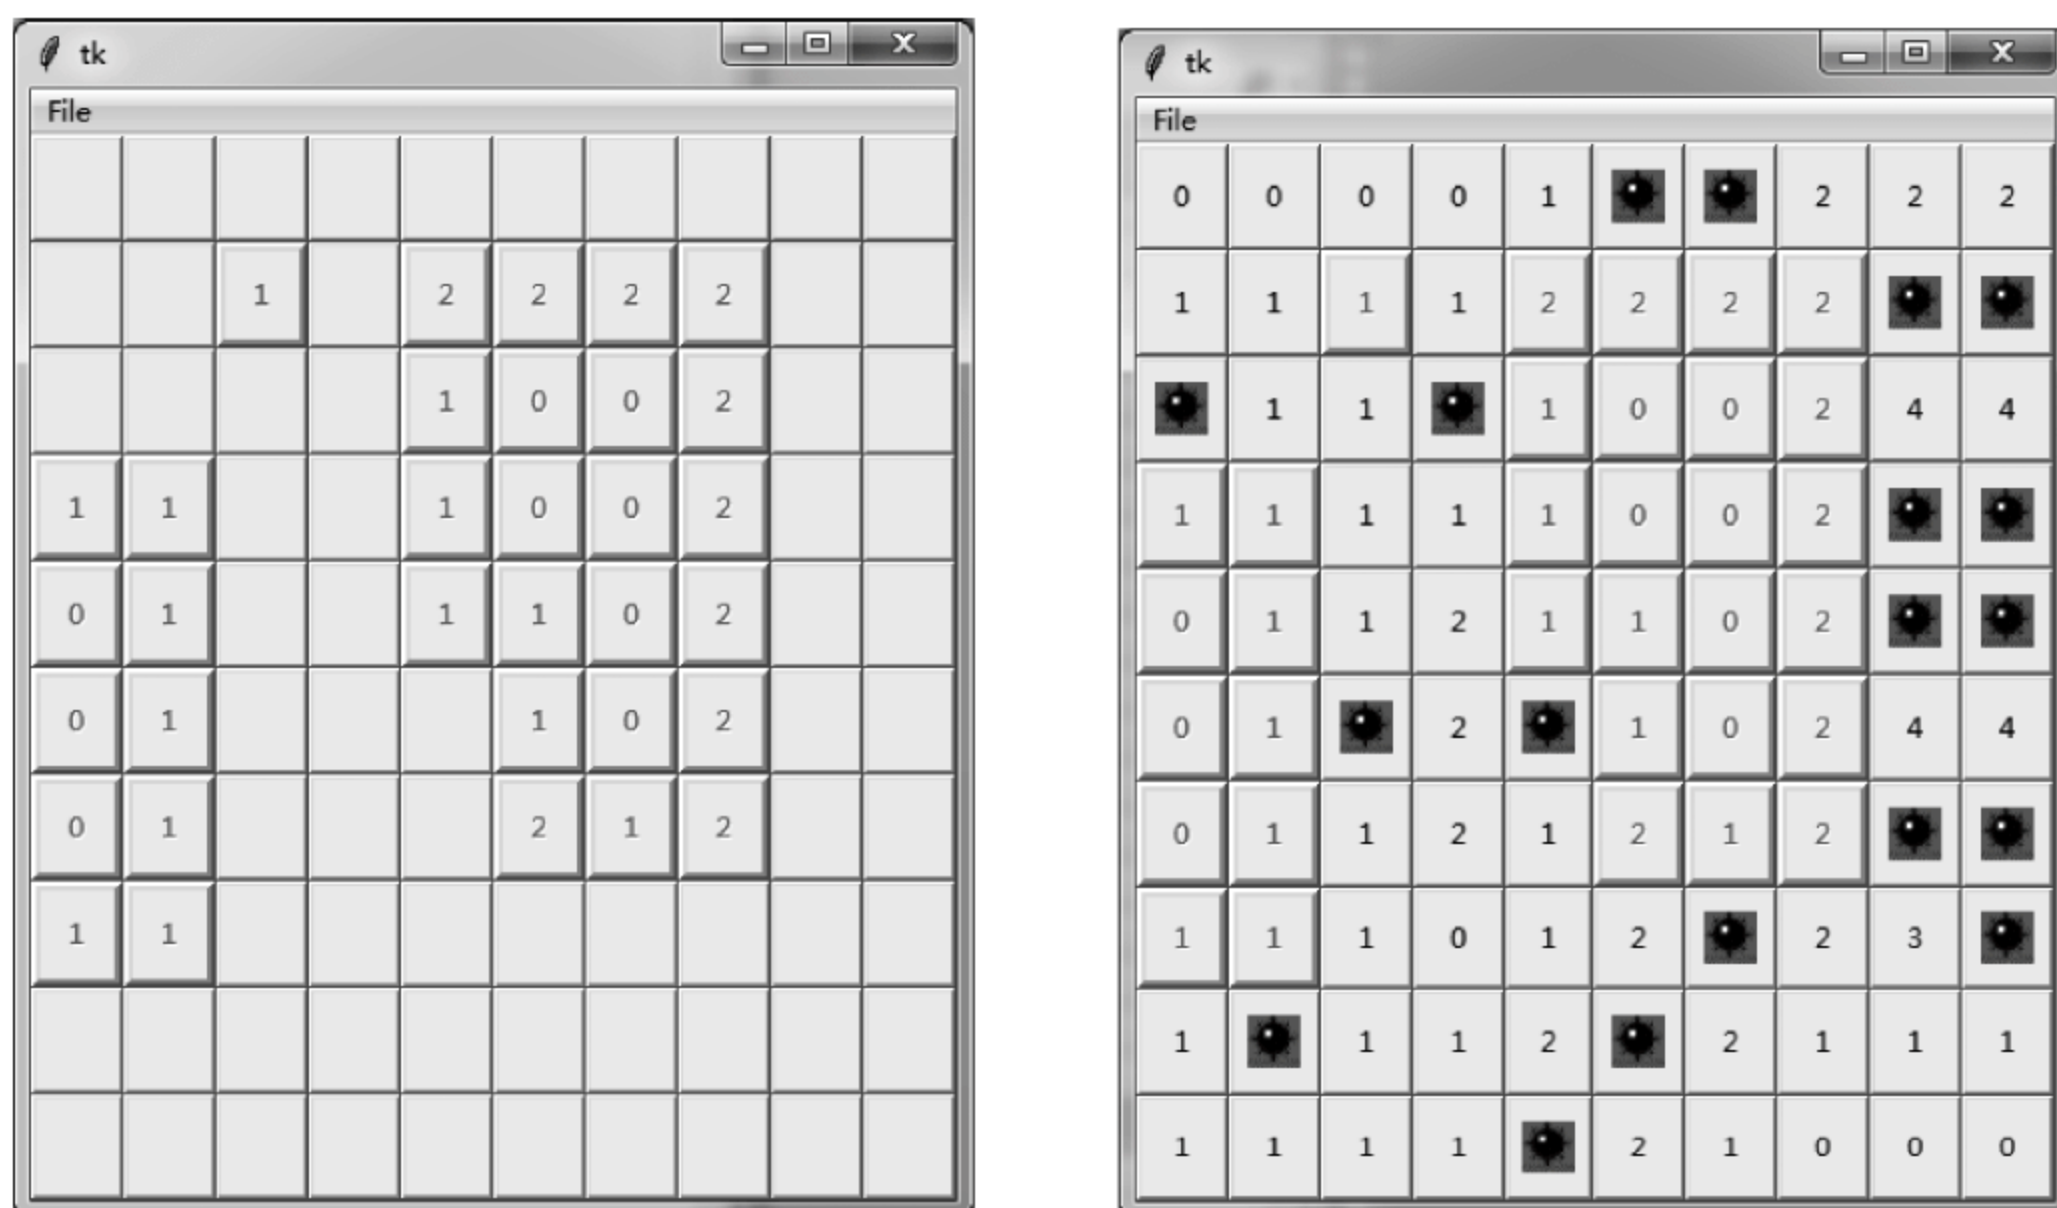 tk
File
1 2 2 2 2
1 0 0 2
1 1 1 0 0 2
0 1 1 1 0 2
0 1 1 0 2
0 1 2 1 2
1 1
tk
File
0 0 0 0 1 2 2 2
1 1 1 1 2 2 2 2
1 1 1 0 0 2 4 4
1 1 1 1 1 0 0 2
0 1 1 2 1 1 0 2
0 1 2 1 0 2 4 4
0 1 1 2 1 2 1 2
1 1 1 0 1 2 2 3
1 1 1 2 2 1 1 1
1 1 1 1 2 1 0 0 0